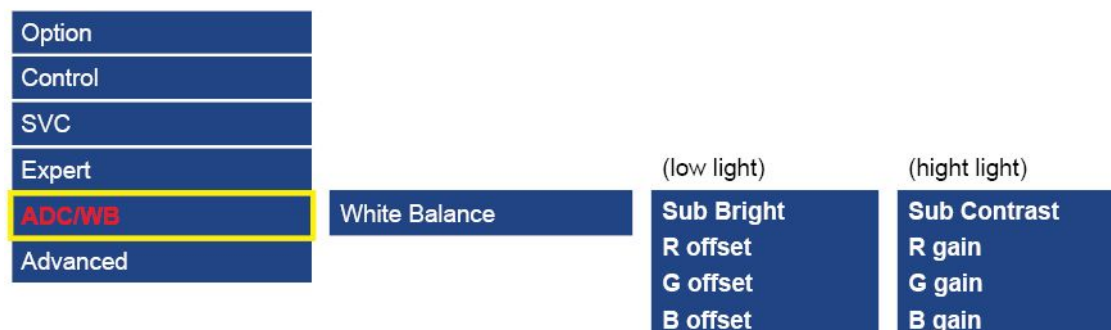 Option
Control
SVC
Expert
ADC/WB
Advanced
White Balance
(low light)
Sub Bright
R offset
G offset
B offset
(hight light)
Sub Contrast
R gain
G gain
B gain